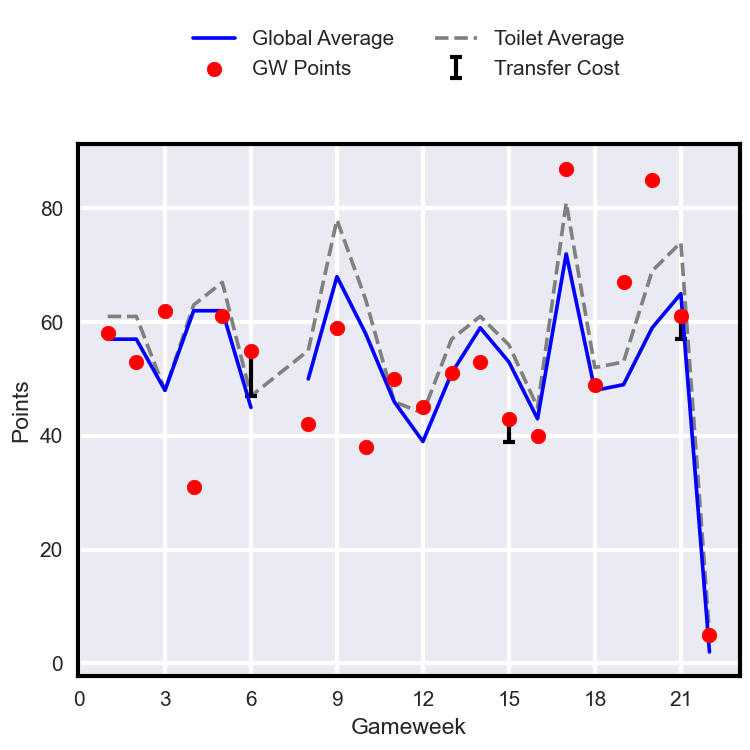 Global Average Toilet Average
GW Points Transfer Cost
80
60
40
20
0
Points
0 3 6 9 12 15 18 21
Gameweek